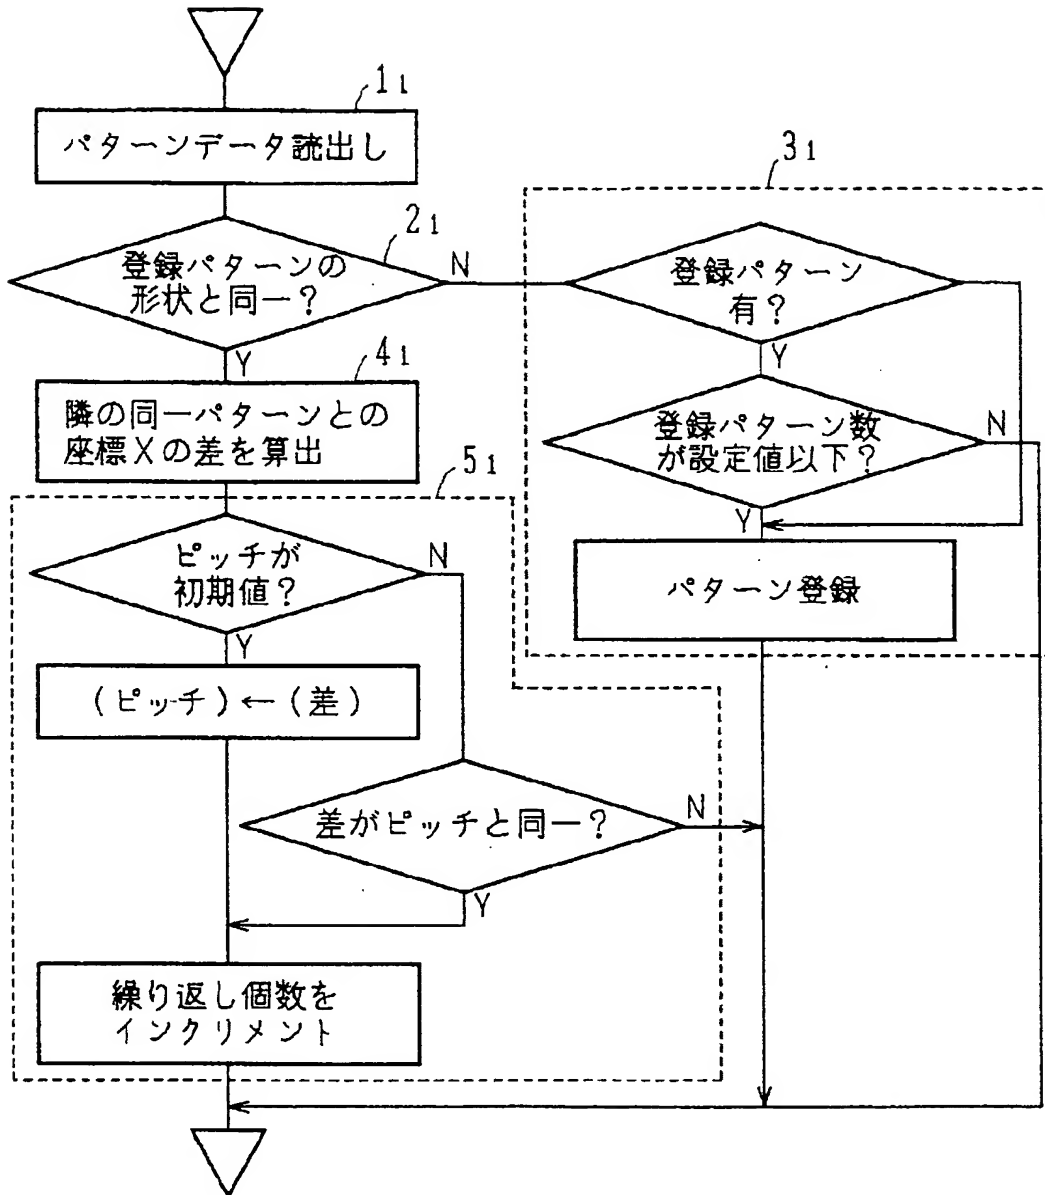 1₁
パターンデータ読出し
2₁
登録パターンの
形状と同一?
N
Y
3₁
登録パターン
有?
Y
登録パターン数
が設定値以下?
N
Y
パターン登録
4₁
隣の同一パターンとの
座標Xの差を算出
5₁
ピッチが
初期値?
N
Y
(ピッチ)←(差)
差がピッチと同一?
N
Y
繰り返し個数を
インクリメント